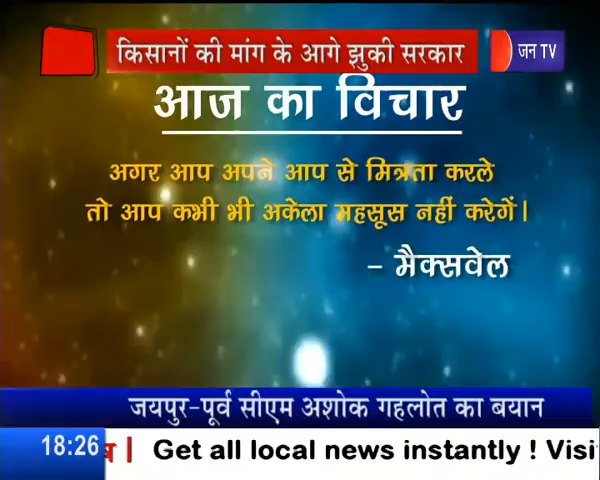 किसानों की मांग के आगे झुकी सरकार
जन TV
आज का विचार
अगर आप अपने आप से मित्रता करले
तो आप कभी भी अकेला महसूस नहीं करेगें।
– मैक्सवेल
जयपुर-पूर्व सीएम अशोक गहलोत का बयान
18:26
Get all local news instantly ! Visi